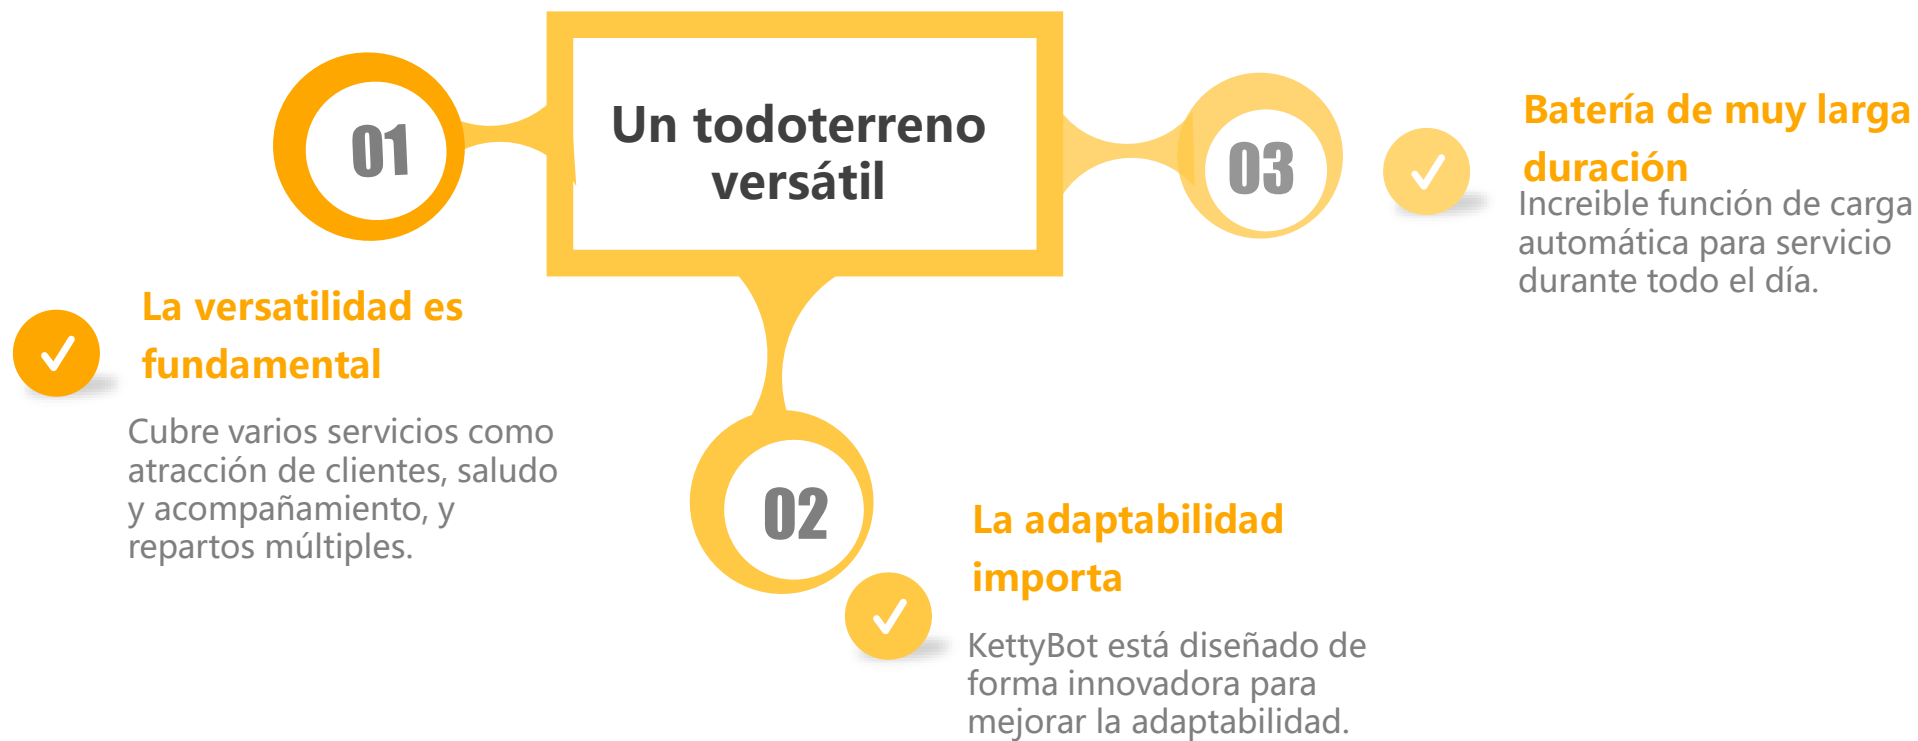 Un todoterreno
versátil
01
La versatilidad es
fundamental
Cubre varios servicios como
atracción de clientes, saludo
y acompañamiento, y
repartos múltiples.
02
La adaptabilidad
importa
KettyBot está diseñado de
forma innovadora para
mejorar la adaptabilidad.
03
Batería de muy larga
duración
Increible función de carga
automática para servicio
durante todo el día.